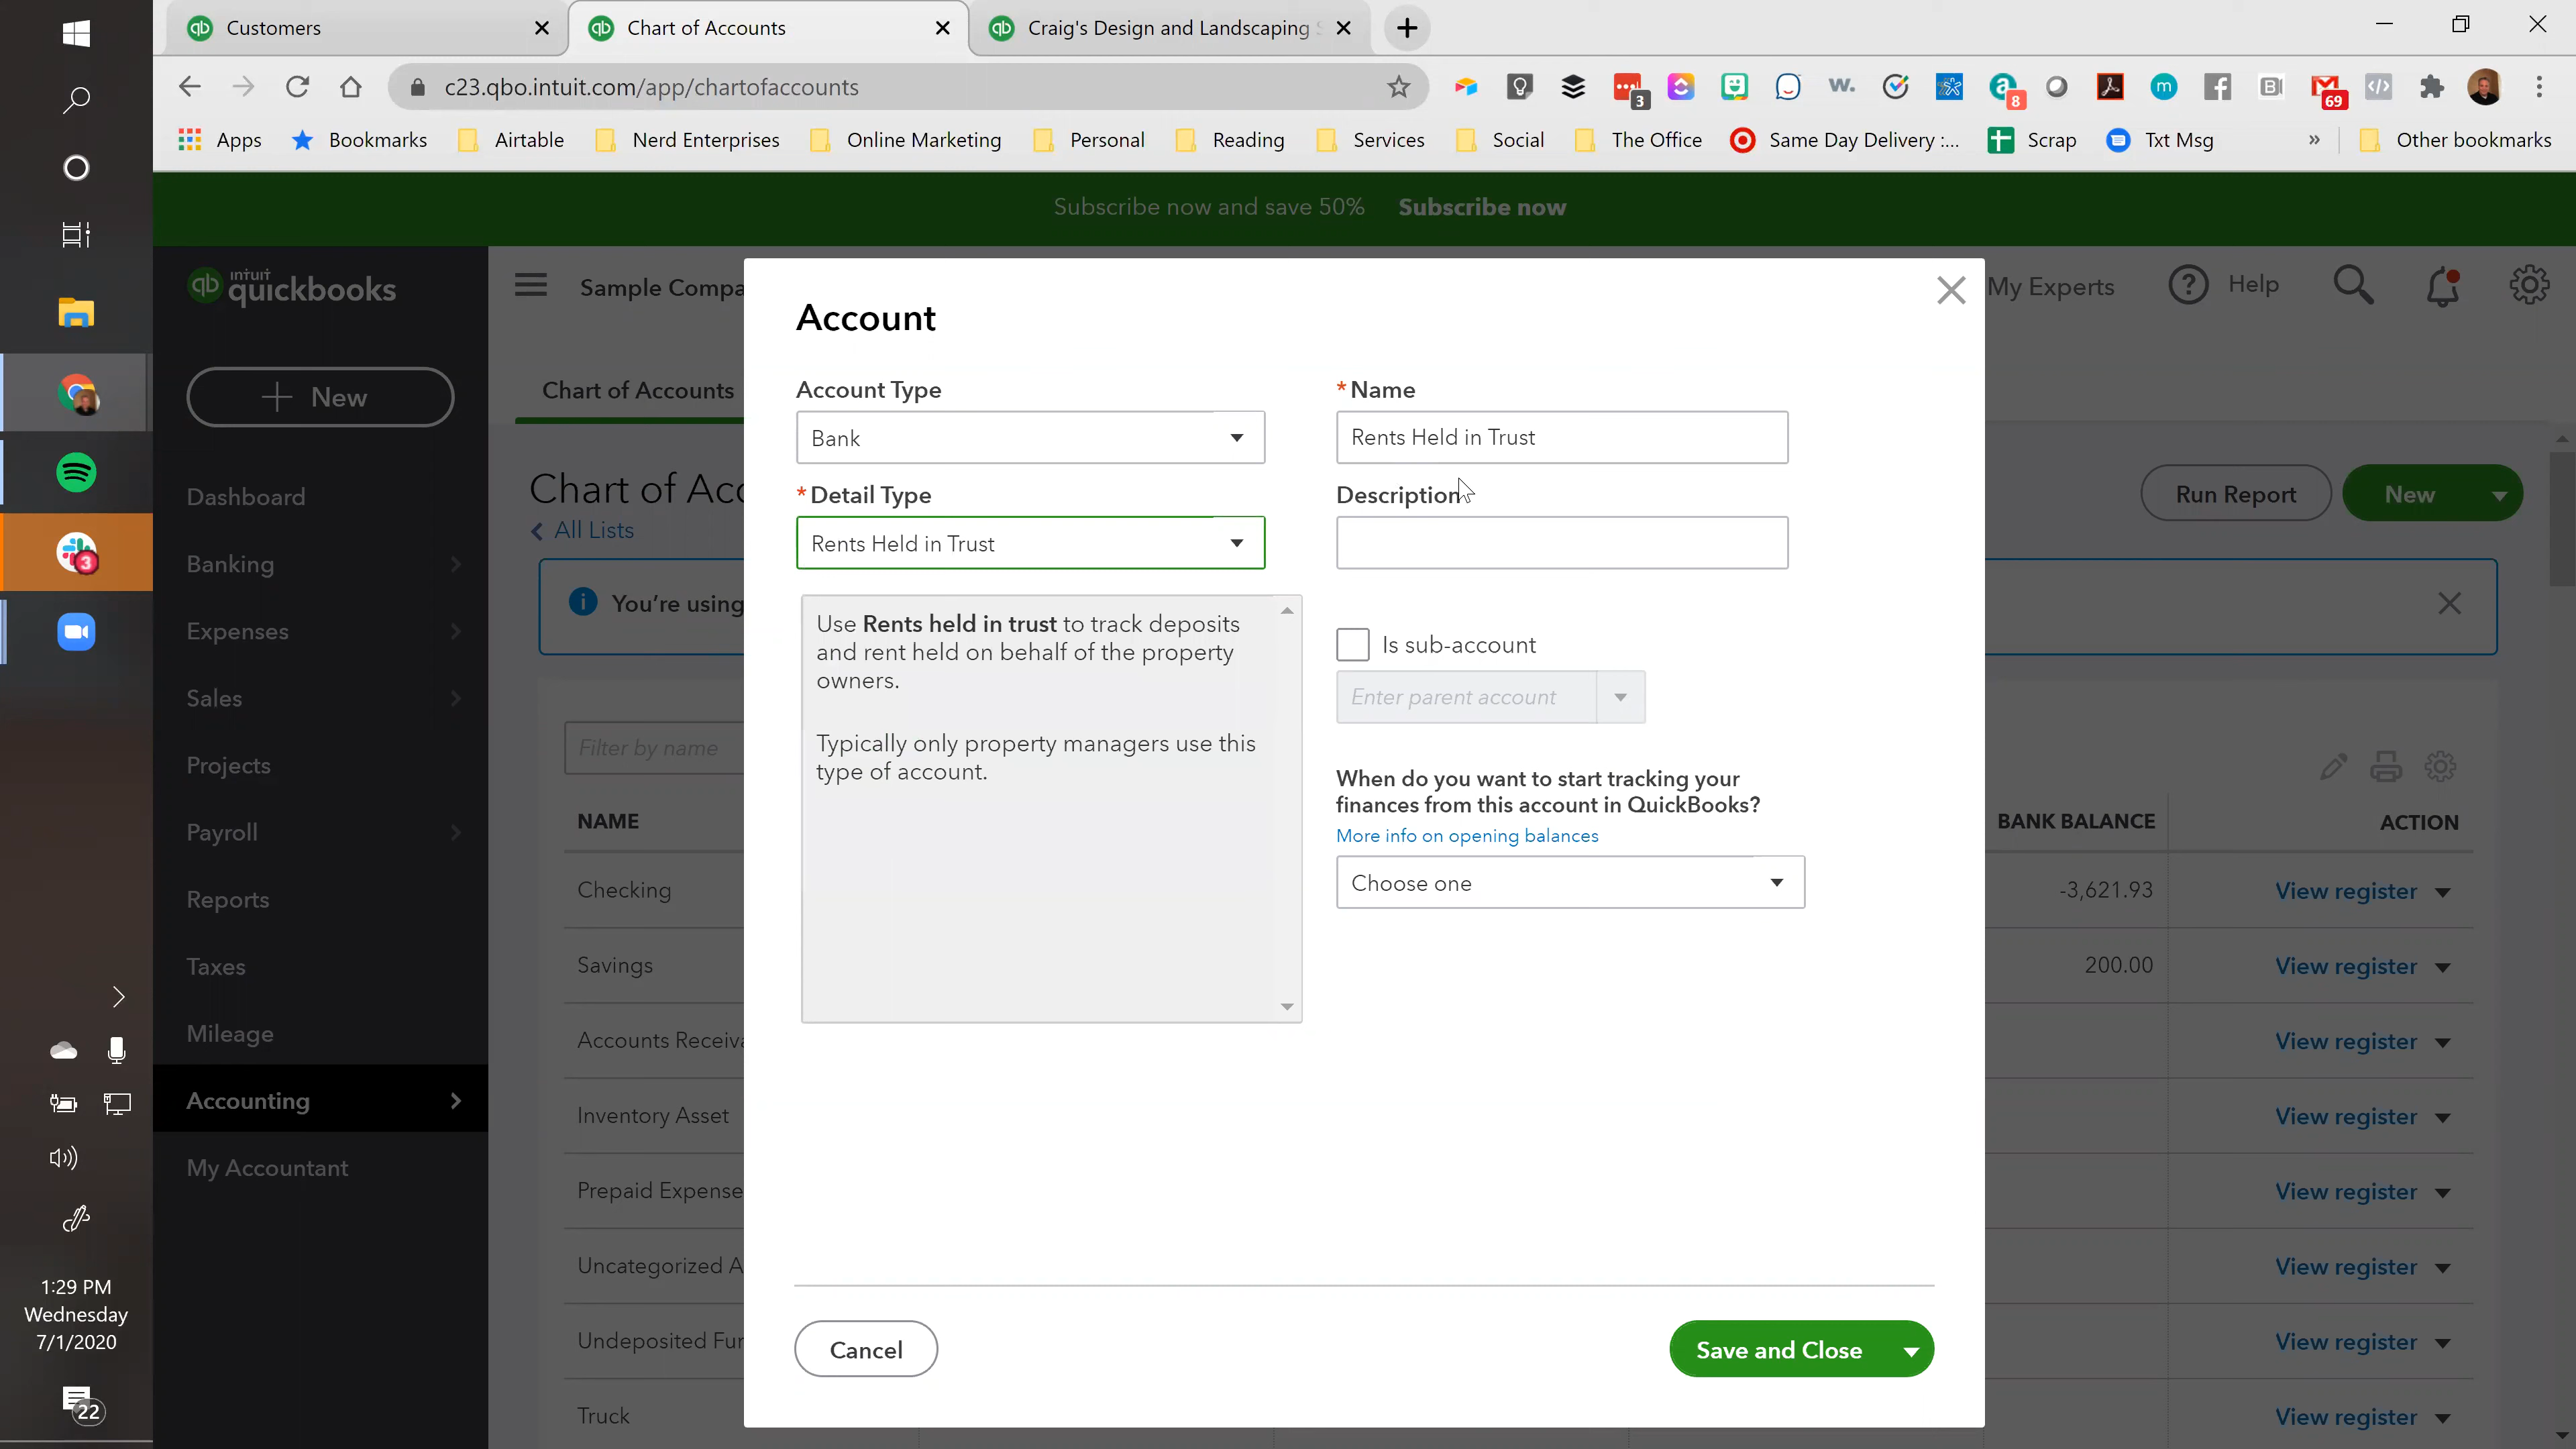 Customers
Chart of Accounts
Craig's Design and Landscaping S
c23.qbo.intuit.com/app/chartofaccounts
3
8
69
Apps
Bookmarks
Airtable
Nerd Enterprises
Online Marketing
Personal
Reading
Services
Social
The Office
Same Day Delivery :...
Scrap
Txt Msg
»
Other bookmarks
Subscribe now and save 50% Subscribe now
intuit
quickbooks
New
Dashboard
Banking
Expenses
Sales
Projects
Payroll
Reports
Taxes
Mileage
Accounting
My Accountant
Sample Compa
My Experts
Help
Chart of Accounts
Chart of Acc
All Lists
Run Report
New
You're using
Filter by name
NAME
BANK BALANCE
ACTION
Checking
-3,621.93
View register
Savings
200.00
View register
Accounts Receiva
View register
Inventory Asset
View register
Prepaid Expense
View register
Uncategorized A
View register
Undeposited Fun
View register
Truck
View register
Account
Account Type
Bank
* Detail Type
Rents Held in Trust
Use Rents held in trust to track deposits
and rent held on behalf of the property
owners.
Typically only property managers use this
type of account.
* Name
Rents Held in Trust
Description
Is sub-account
Enter parent account
When do you want to start tracking your
finances from this account in QuickBooks?
More info on opening balances
Choose one
Cancel
Save and Close
3
1:29 PM
Wednesday
7/1/2020
22